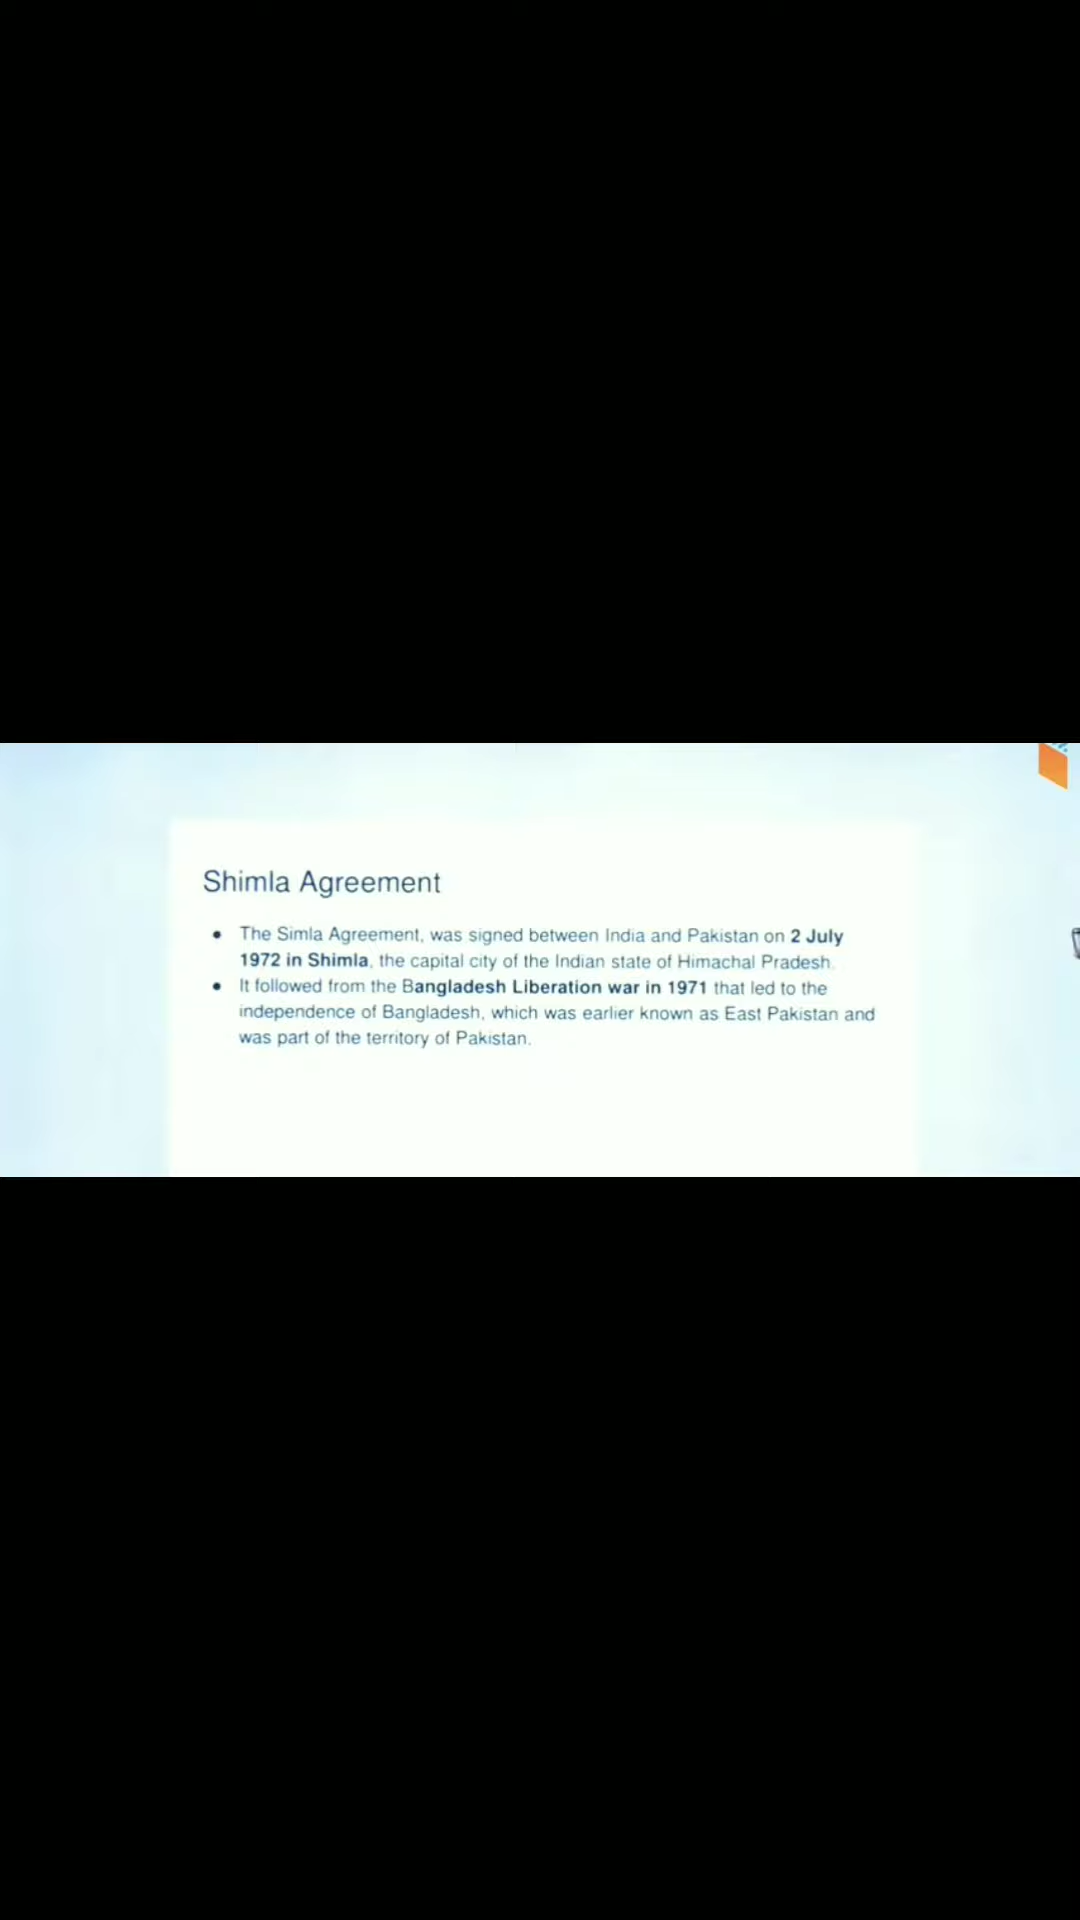 Shimla Agreement
● The Simla Agreement, was signed between India and Pakistan on 2 July
1972 in Shimla, the capital city of the Indian state of Himachal Pradesh.
● It followed from the Bangladesh Liberation war in 1971 that led to the
independence of Bangladesh, which was earlier known as East Pakistan and
was part of the territory of Pakistan.